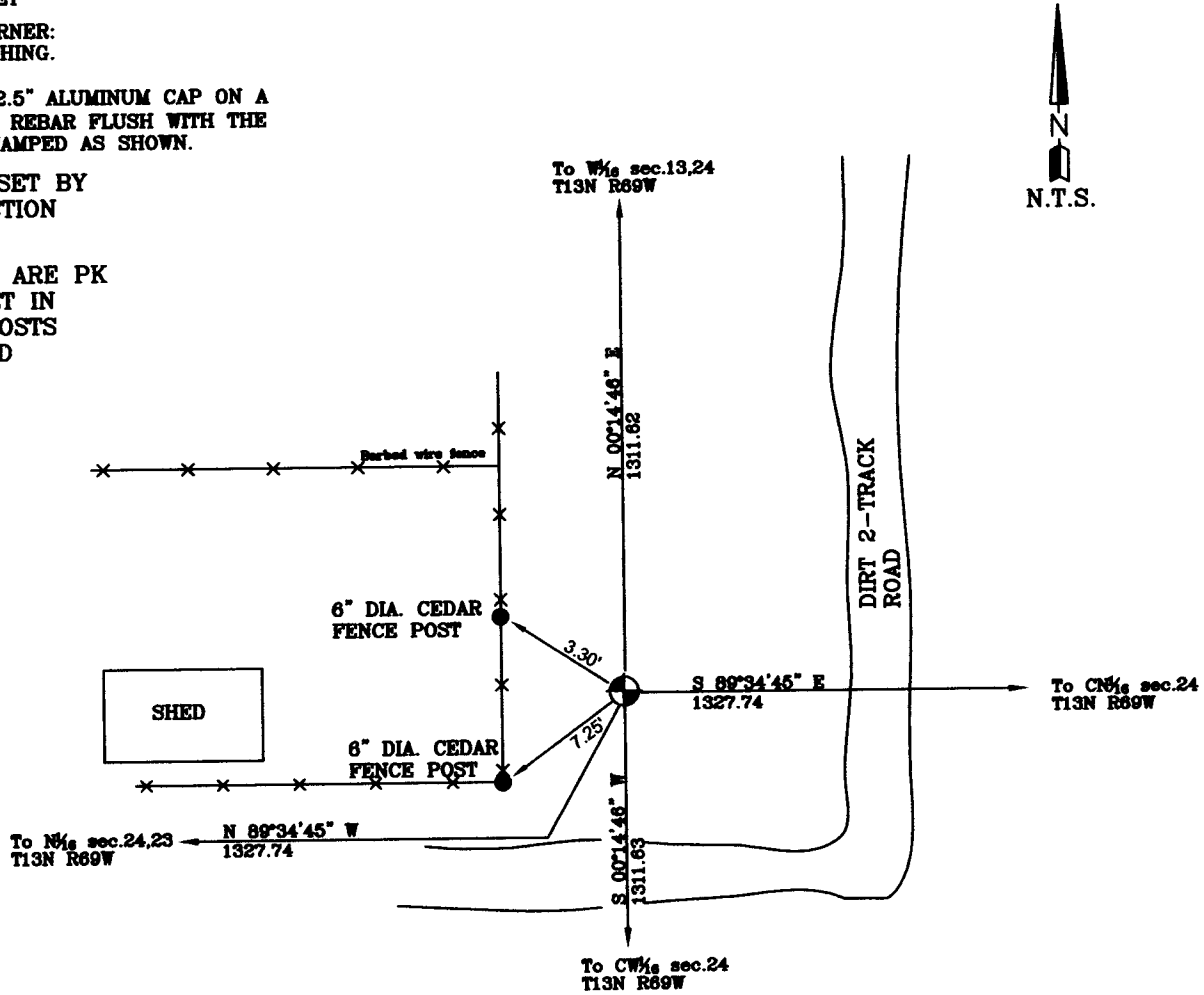 RNER:
HING.
2.5" ALUMINUM CAP ON A
REBAR FLUSH WITH THE
AMPED AS SHOWN.
SET BY
TION
ARE PK
T IN
OSTS
D
N
N.T.S.
To W1/16 sec.13,24
T13N R69W
N 00°14'46" E
1311.62
Barbed wire fence
DIRT 2-TRACK
ROAD
6" DIA. CEDAR
FENCE POST
3.30'
S 89°34'45" E
1327.74
To CN1/16 sec.24
T13N R69W
SHED
7.25'
6" DIA. CEDAR
FENCE POST
To N1/16 sec.24,23
T13N R69W
N 89°34'45" W
1327.74
S 00°14'46" W
1311.63
To CW1/16 sec.24
T13N R69W